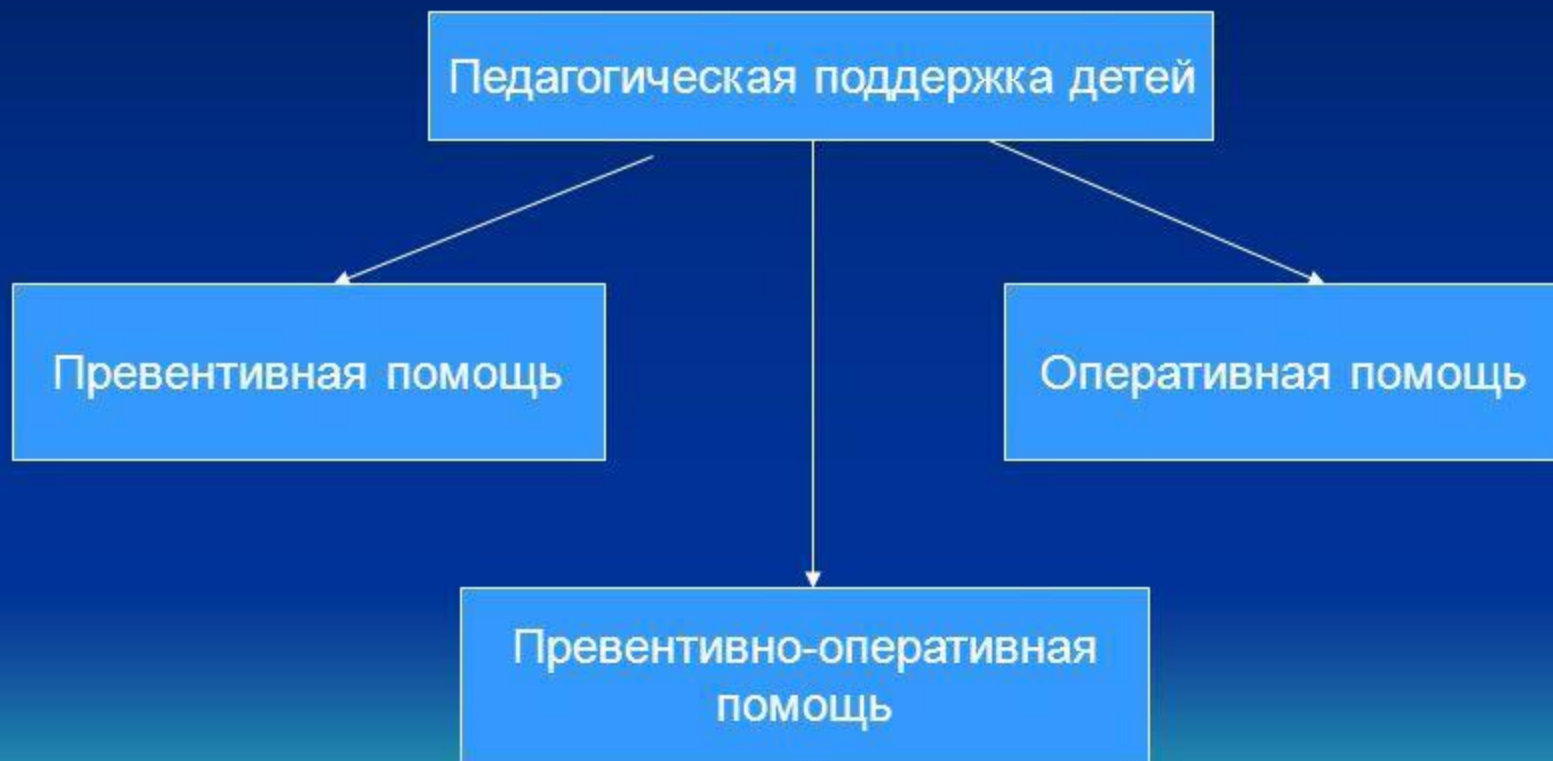 Педагогическая поддержка детей
Превентивная помощь
Оперативная помощь
Превентивно-оперативная
помощь